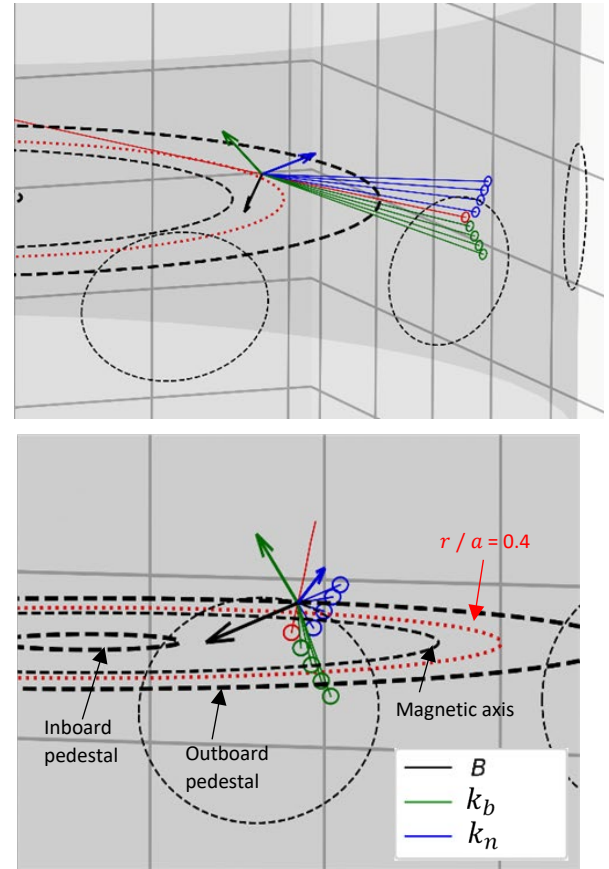 r / a = 0.4
Inboard
pedestal
Outboard
pedestal
Magnetic axis
B
k_b
k_n